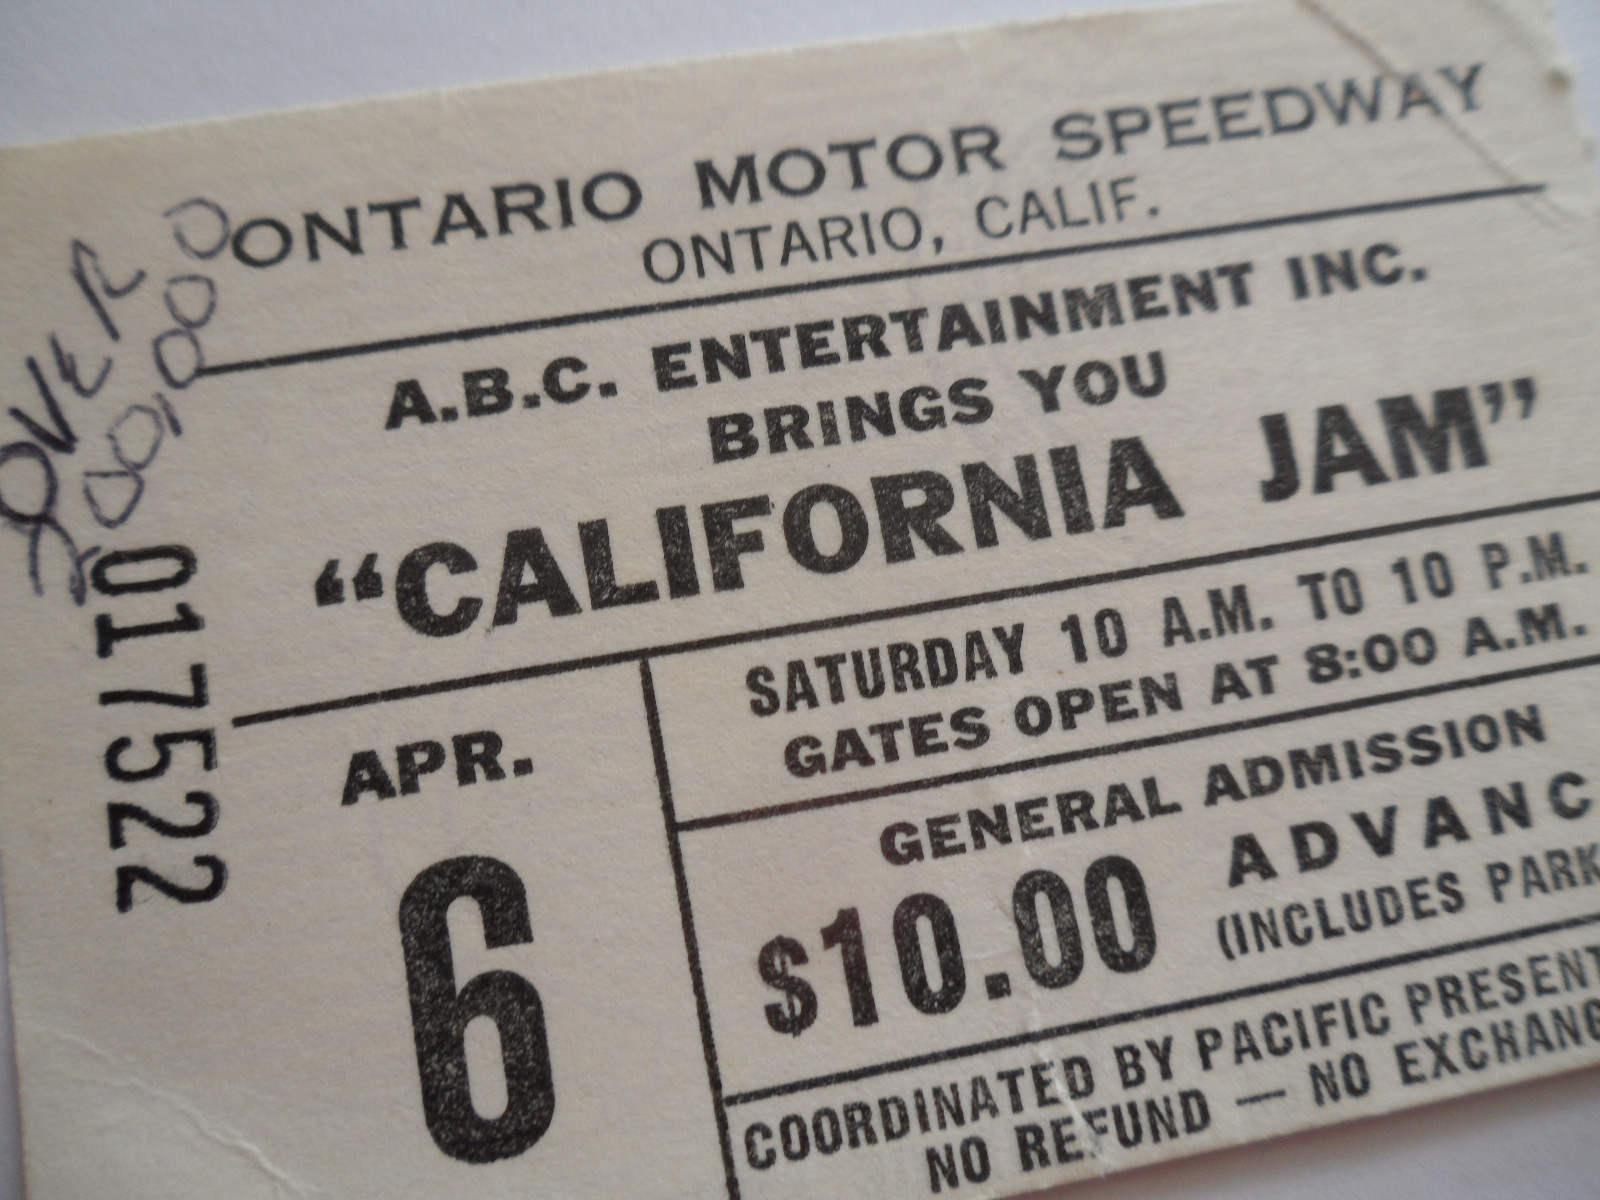 ONTARIO MOTOR SPEEDWAY
ONTARIO, CALIF.
A.B.C. ENTERTAINMENT INC.
BRINGS YOU
"CALIFORNIA JAM"
SATURDAY 10 A.M. TO 10 P.M.
GATES OPEN AT 8:00 A.M.
APR.
6
GENERAL ADMISSION
$10.00
ADVANC
(INCLUDES PARK
COORDINATED BY PACIFIC PRESENT
NO REFUND — NO EXCHANG
017522
OVER